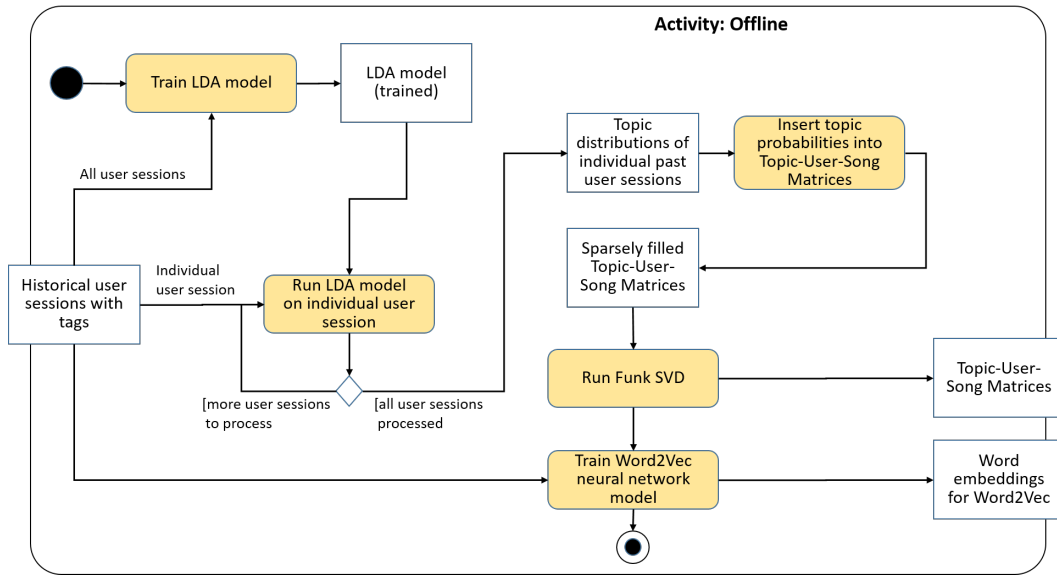 Activity: Offline
Train LDA model
LDA model
(trained)
All user sessions
Topic
distributions of
individual past
user sessions
Insert topic
probabilities into
Topic-User-Song
Matrices
Historical user
sessions with
tags
Individual
user session
Run LDA model
on individual user
session
Sparsely filled
Topic-User-
Song Matrices
[more user sessions
to process
[all user sessions
processed
Run Funk SVD
Topic-User-
Song Matrices
Train Word2Vec
neural network
model
Word
embeddings
for Word2Vec